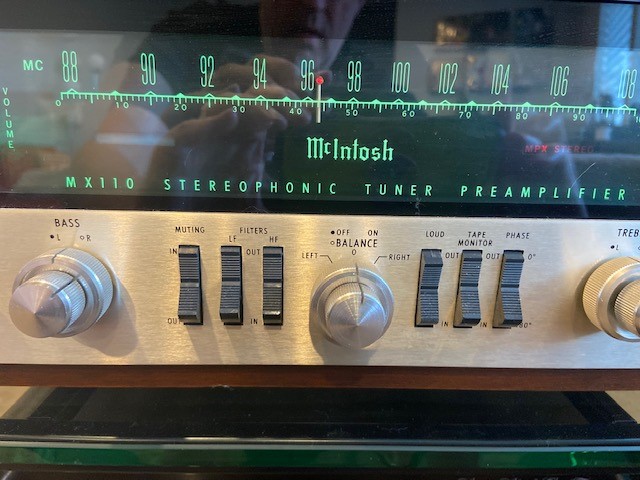 MC 88 90 92 94 96 98 100 102 104 106 108
0 10 20 30 40 50 60 70 80 90
VOLUME
McIntosh
MPX STEREO
MX110 STEREOPHONIC TUNER PREAMPLIFIER
BASS
L R
MUTING
IN
OUT
FILTERS
LF HF
OUT
IN
OFF ON
BALANCE
0
LEFT RIGHT
LOUD
OUT
IN
TAPE
MONITOR
OUT
IN
PHASE
0°
TREB
L